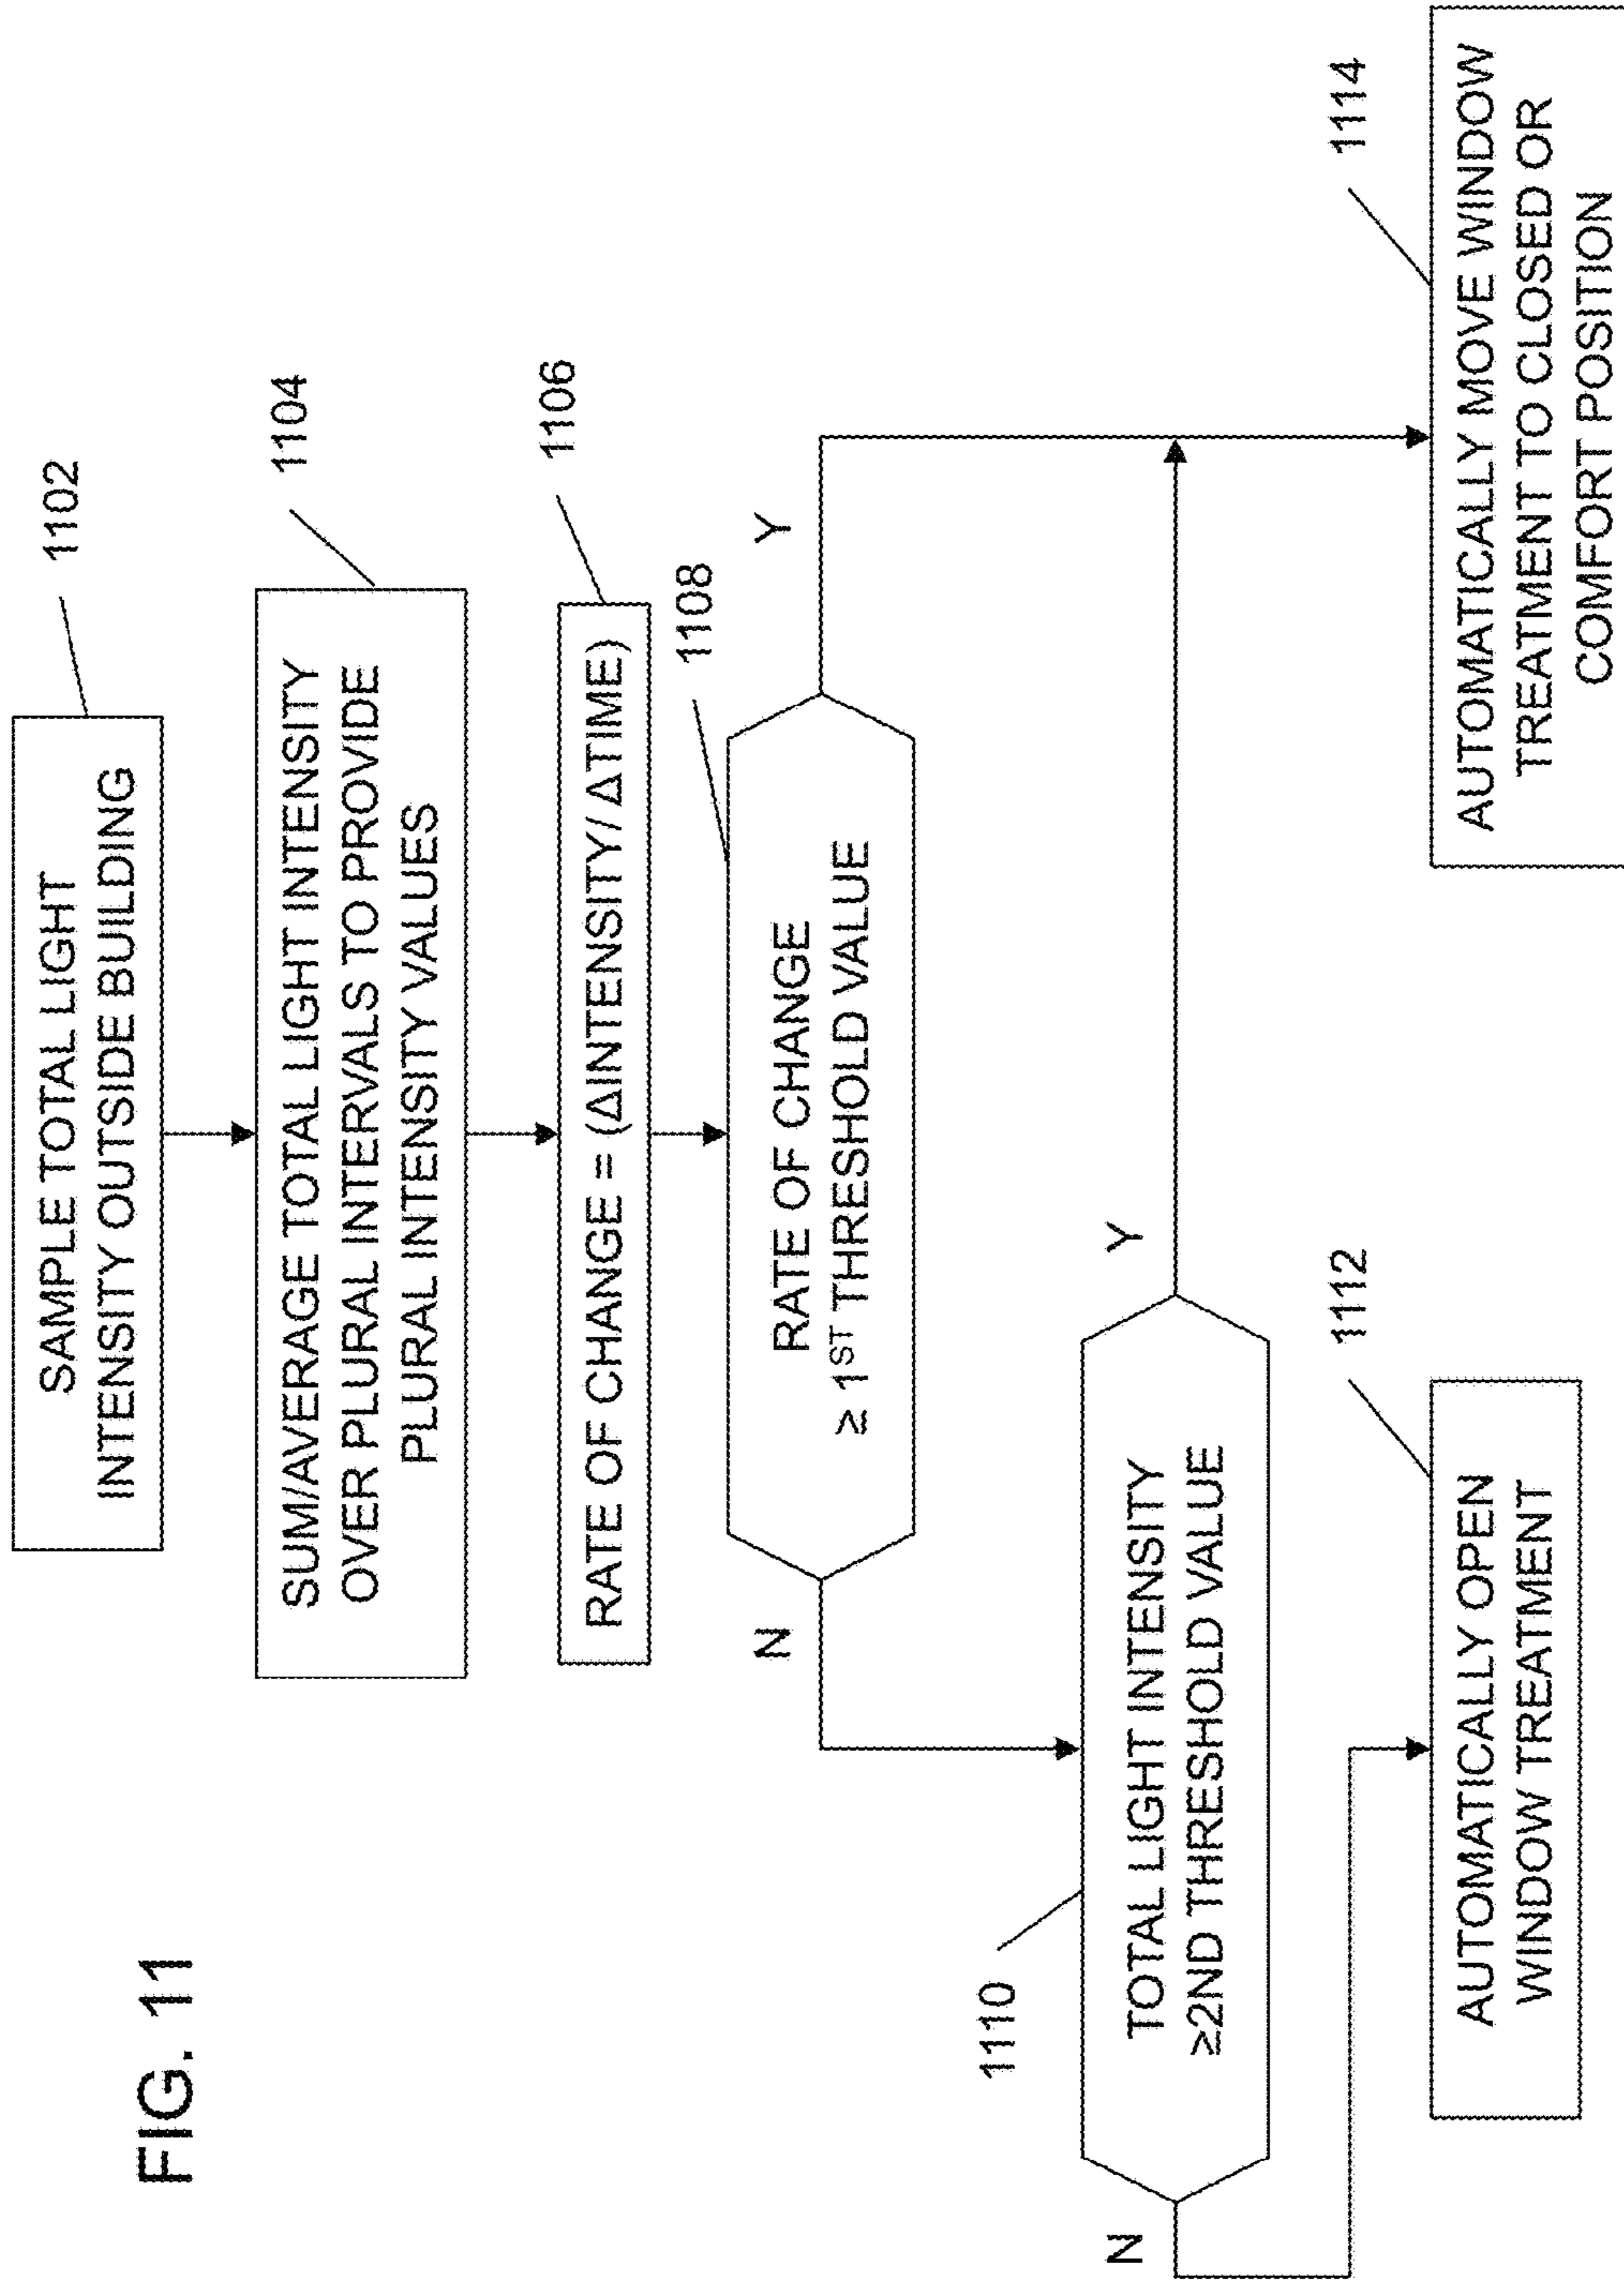 FIG. 11
SAMPLE TOTAL LIGHT
INTENSITY OUTSIDE BUILDING
1102
SUM/AVERAGE TOTAL LIGHT INTENSITY
OVER PLURAL INTERVALS TO PROVIDE
PLURAL INTENSITY VALUES
1104
RATE OF CHANGE = (ΔINTENSITY/ ΔTIME)
1106
1108
RATE OF CHANGE
≥ 1ST THRESHOLD VALUE
N
Y
1110
TOTAL LIGHT INTENSITY
≥2ND THRESHOLD VALUE
N
Y
1112
AUTOMATICALLY OPEN
WINDOW TREATMENT
1114
AUTOMATICALLY MOVE WINDOW
TREATMENT TO CLOSED OR
COMFORT POSITION